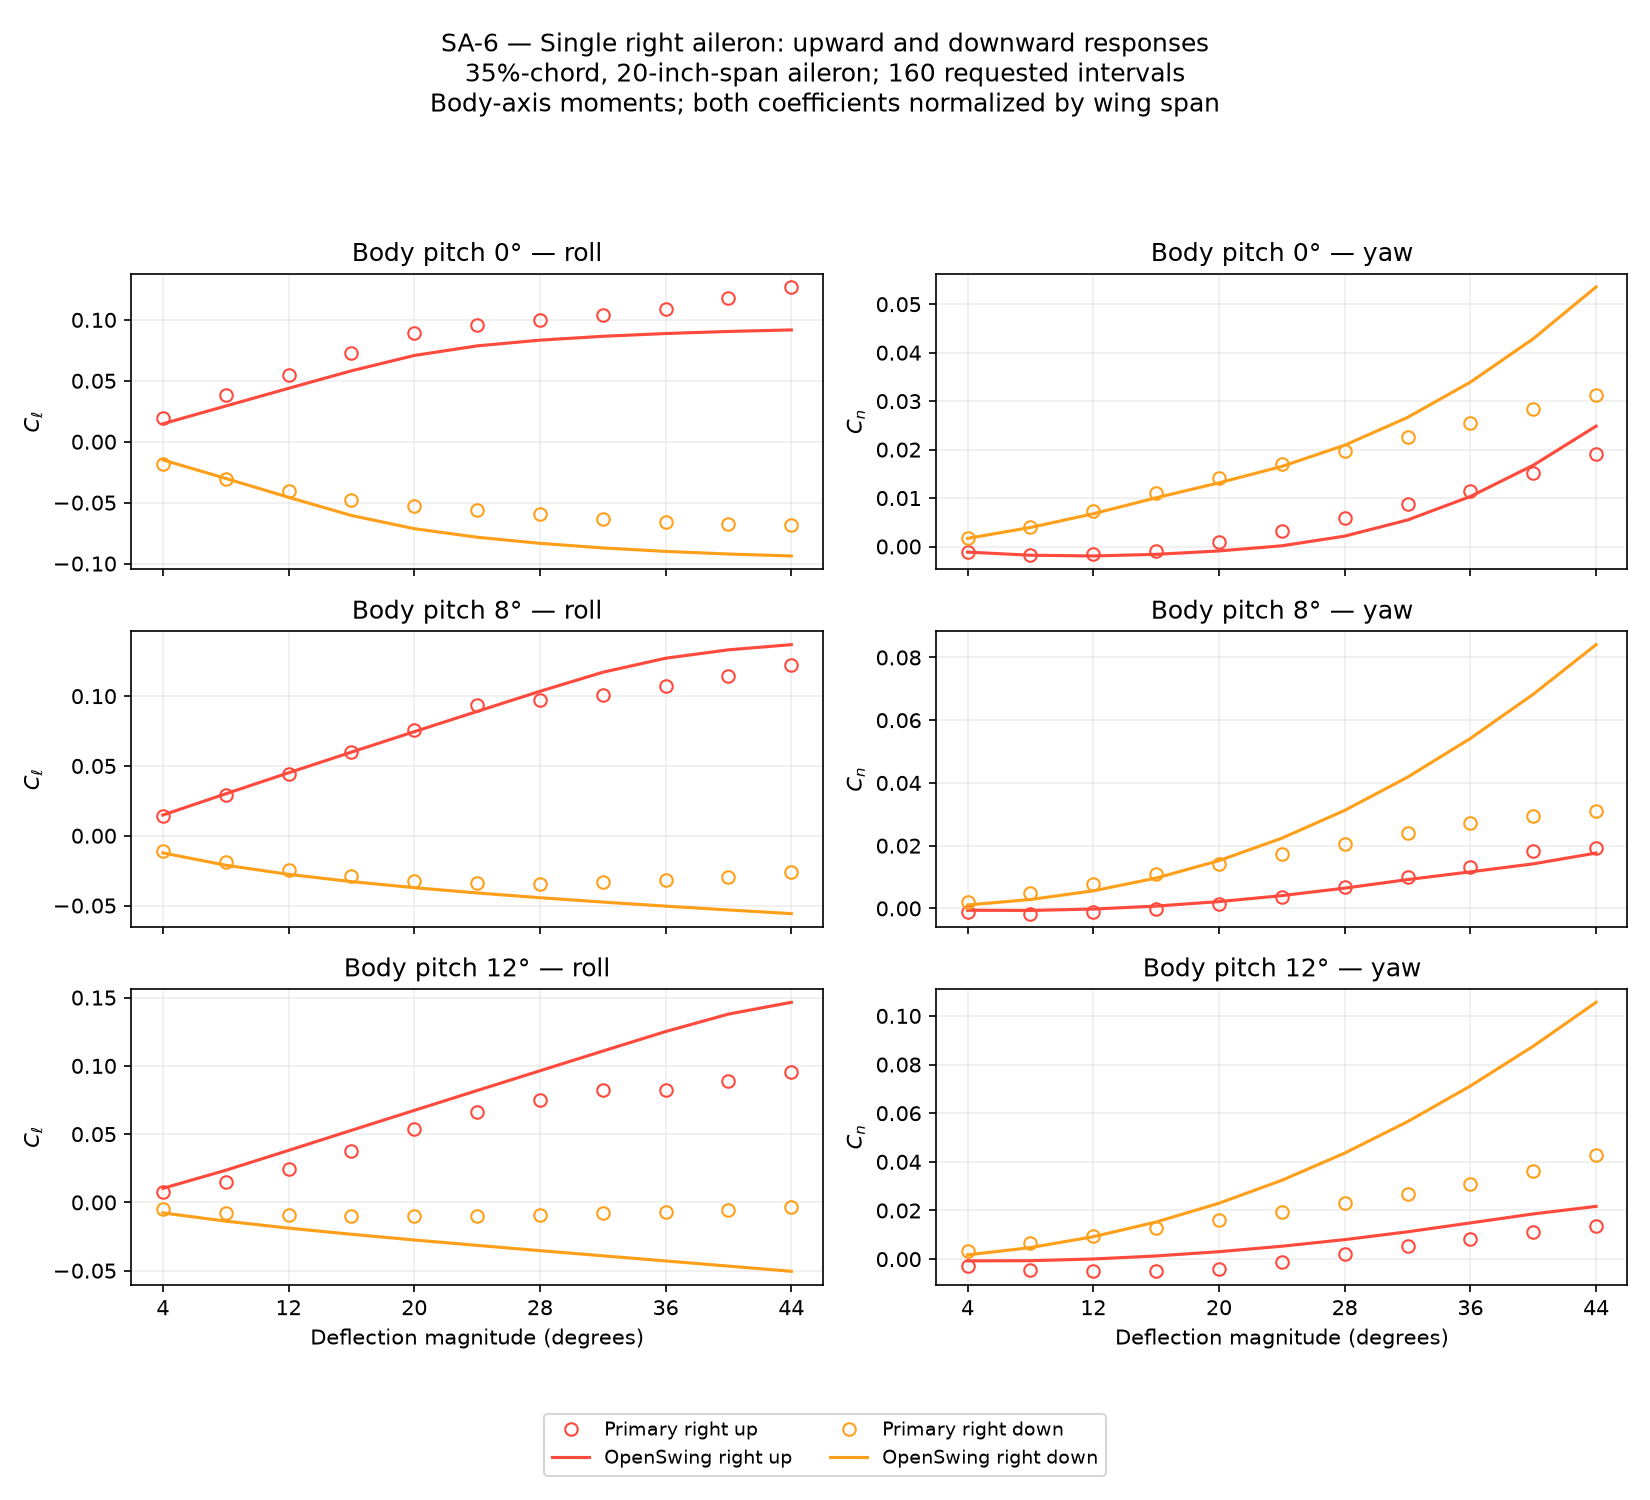 SA-6 — Single right aileron: upward and downward responses
35%-chord, 20-inch-span aileron; 160 requested intervals
Body-axis moments; both coefficients normalized by wing span
Body pitch 0° — roll
0.10
0.05
0.00
−0.05
−0.10
Cℓ
Body pitch 0° — yaw
0.05
0.04
0.03
0.02
0.01
0.00
Cn
Body pitch 8° — roll
0.10
0.05
0.00
−0.05
Cℓ
Body pitch 8° — yaw
0.08
0.06
0.04
0.02
0.00
Cn
Body pitch 12° — roll
0.15
0.10
0.05
0.00
−0.05
Cℓ
4 12 20 28 36 44
Deflection magnitude (degrees)
Body pitch 12° — yaw
0.10
0.08
0.06
0.04
0.02
0.00
Cn
4 12 20 28 36 44
Deflection magnitude (degrees)
Primary right up
OpenSwing right up
Primary right down
OpenSwing right down